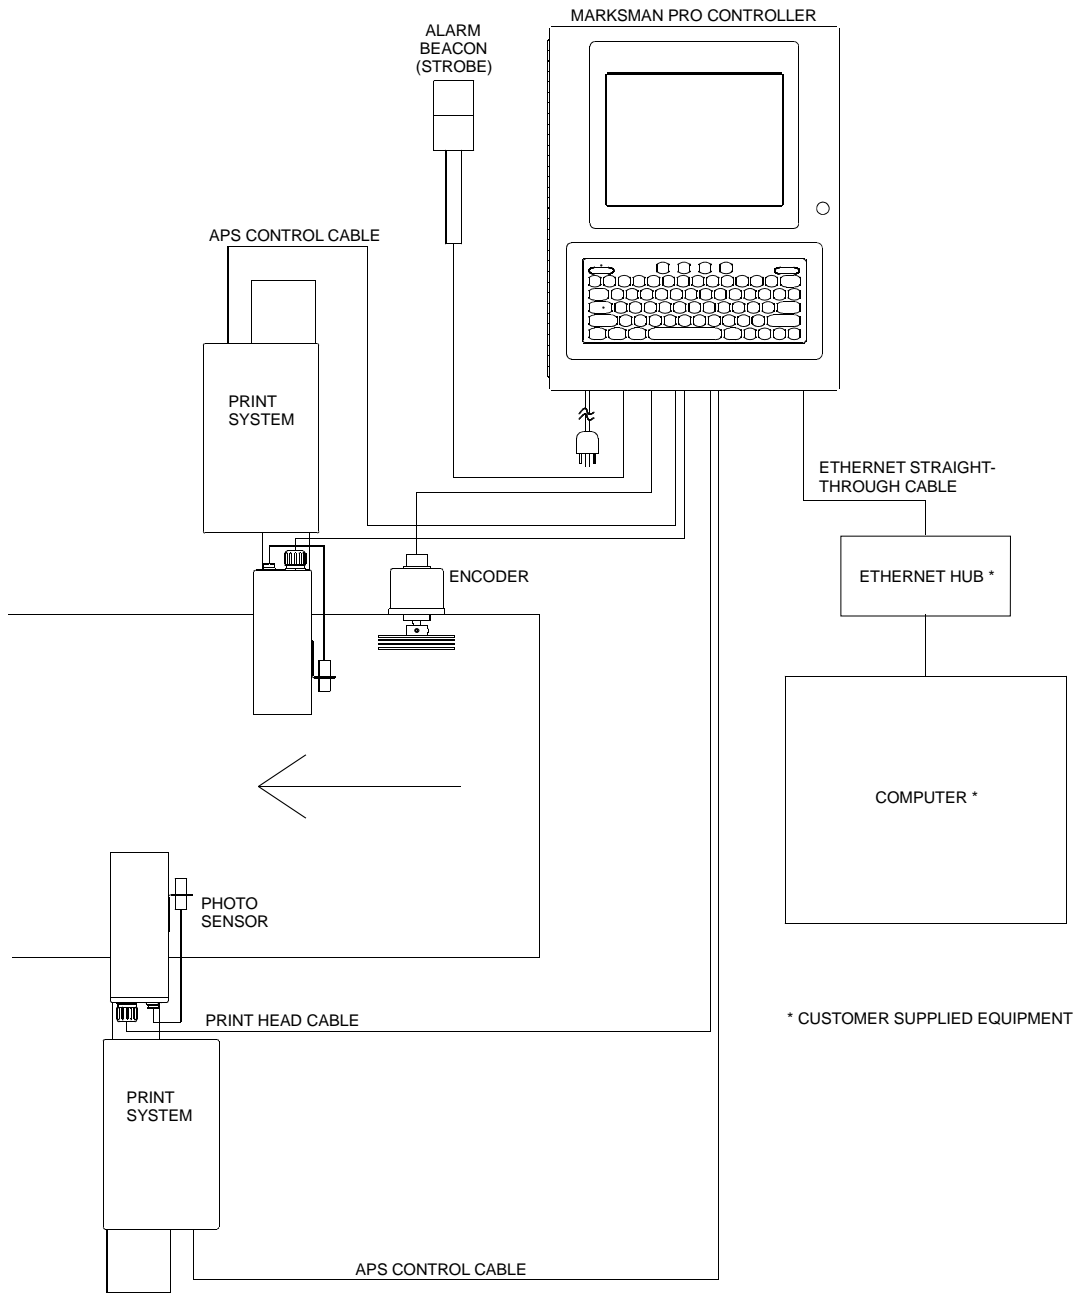 MARKSMAN PRO CONTROLLER
ALARM
BEACON
(STROBE)
APS CONTROL CABLE
PRINT
SYSTEM
ETHERNET STRAIGHT-
THROUGH CABLE
ENCODER
ETHERNET HUB *
COMPUTER *
PHOTO
SENSOR
PRINT HEAD CABLE
* CUSTOMER SUPPLIED EQUIPMENT
PRINT
SYSTEM
APS CONTROL CABLE